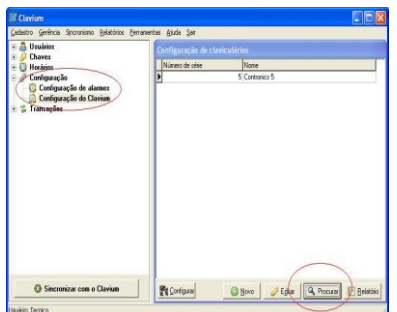 Clavium
Cadastro Gerência Sincronismo Relatórios Ferramentas Ajuda Sair
Usuários
Chaves
Horários
Configuração
Configuração de alarmes
Configuração do Clavium
Transações
Configuração de claviculários
Número de série Nome
5 Contronics 5
Sincronizar com o Clavium
Configurar Novo Editar Procurar Relatório
Usuário: Tecnico